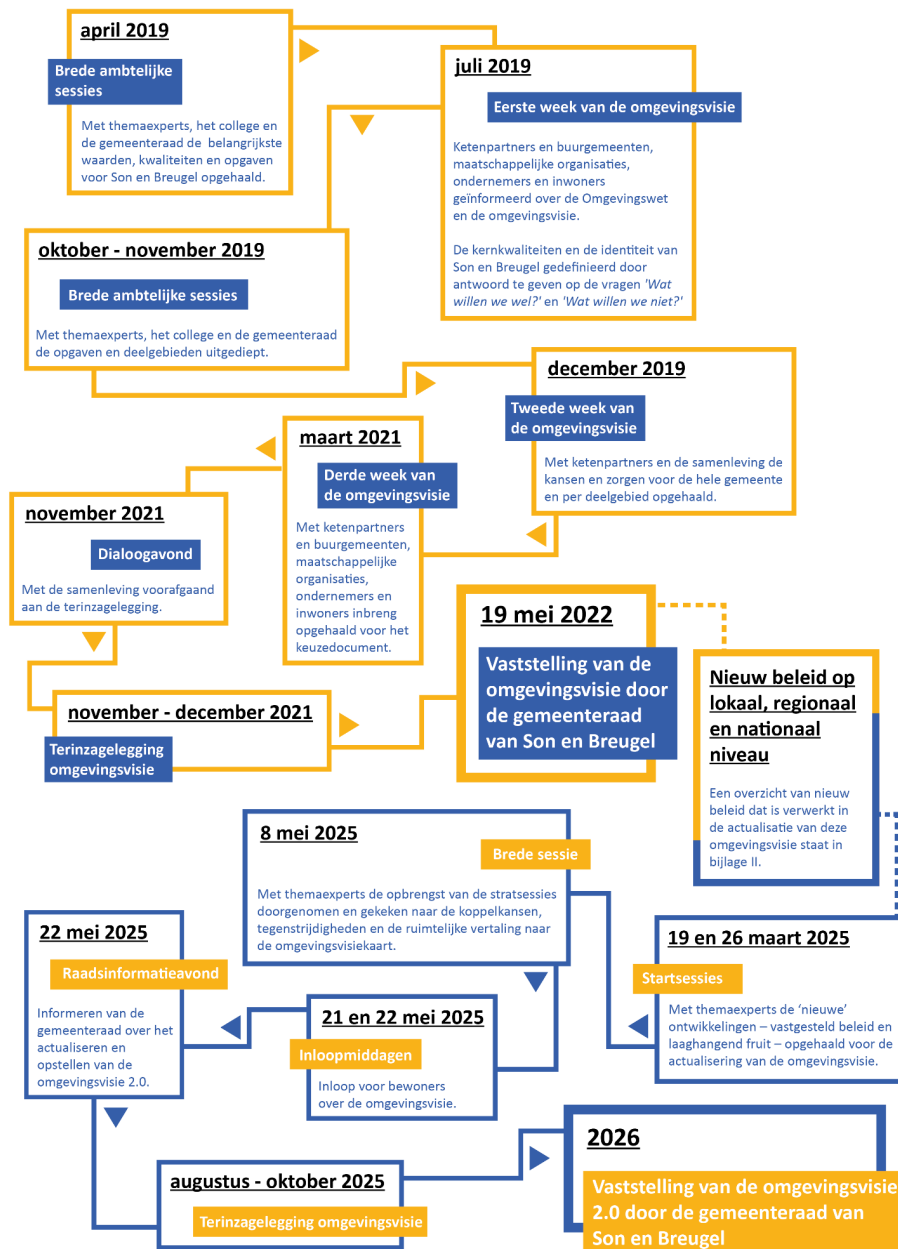 april 2019
Brede ambtelijke
sessies
Met themaexperts, het college en
de gemeenteraad de belangrijkste
waarden, kwaliteiten en opgaven
voor Son en Breugel opgehaald.
juli 2019
Eerste week van de omgevingsvisie
Ketenpartners en buurgemeenten,
maatschappelijke organisaties,
ondernemers en inwoners
geïnformeerd over de Omgevingswet
en de omgevingsvisie.
De kernkwaliteiten en de identiteit van
Son en Breugel gedefinieerd door
antwoord te geven op de vragen 'Wat
willen we wel?' en 'Wat willen we niet?'
oktober - november 2019
Brede ambtelijke sessies
Met themaexperts, het college en de gemeenteraad
de opgaven en deelgebieden uitgediept.
december 2019
Tweede week van
de omgevingsvisie
Met ketenpartners en de samenleving de
kansen en zorgen voor de hele gemeente
en per deelgebied opgehaald.
maart 2021
Derde week van
de omgevingsvisie
Met ketenpartners
en buurgemeenten,
maatschappelijke
organisaties,
ondernemers en
inwoners inbreng
opgehaald voor het
keuzedocument.
november 2021
Dialoogavond
Met de samenleving voorafgaand
aan de terinzagelegging.
november - december 2021
Terinzagelegging
omgevingsvisie
19 mei 2022
Vaststelling van de
omgevingsvisie door
de gemeenteraad
van Son en Breugel
Nieuw beleid op
lokaal, regionaal
en nationaal
niveau
Een overzicht van nieuw
beleid dat is verwerkt in
de actualisatie van deze
omgevingsvisie staat in
bijlage II.
19 en 26 maart 2025
Startsessies
Met themaexperts de ‘nieuwe’
ontwikkelingen – vastgesteld beleid en
laaghangend fruit – opgehaald voor de
actualisering van de omgevingsvisie.
8 mei 2025
Brede sessie
Met themaexperts de opbrengst van de stratsessies
doorgenomen en gekeken naar de koppelkansen,
tegenstrijdigheden en de ruimtelijke vertaling naar
de omgevingsvisiekaart.
21 en 22 mei 2025
Inloopmiddagen
Inloop voor bewoners
over de omgevingsvisie.
22 mei 2025
Raadsinformatieavond
Informeren van de
gemeenteraad over het
actualiseren en
opstellen van de
omgevingsvisie 2.0.
augustus - oktober 2025
Terinzagelegging omgevingsvisie
2026
Vaststelling van de omgevingsvisie
2.0 door de gemeenteraad van
Son en Breugel